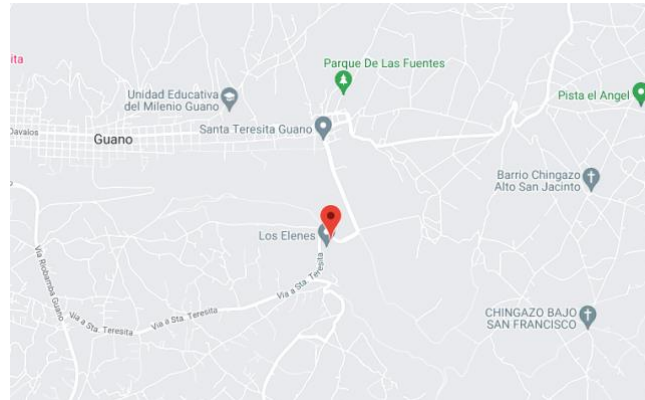 ita
Parque De Las Fuentes
Unidad Educativa
del Milenio Guano
Pista el Angel
Davalos
Guano
Santa Teresita Guano
Barrio Chingazo
Alto San Jacinto
Los Elenes
Via a Sta. Teresita
Via Riobamba Guano
Via a Sta. Teresita
Via a Sta. Teresita
CHINGAZO BAJO
SAN FRANCISCO